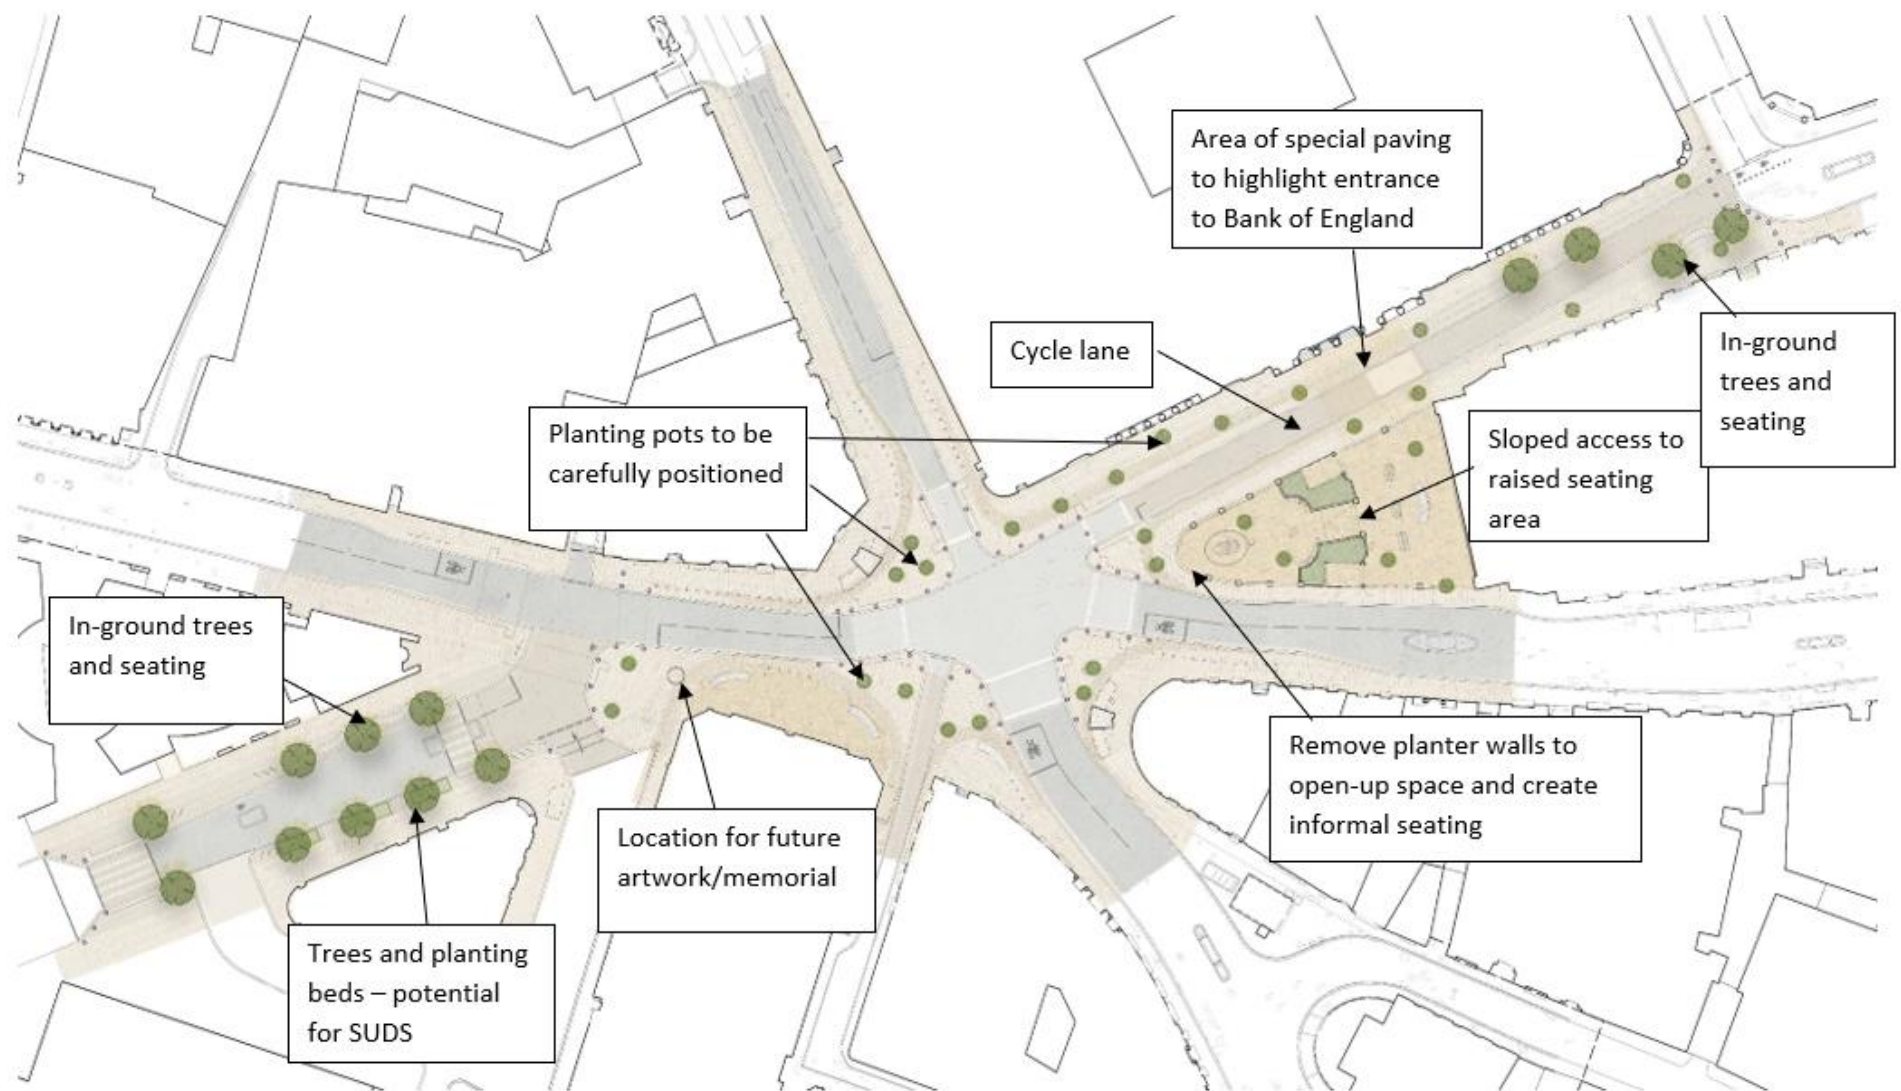 Area of special paving
to highlight entrance
to Bank of England
Cycle lane
In-ground
trees and
seating
Planting pots to be
carefully positioned
Sloped access to
raised seating
area
In-ground trees
and seating
Remove planter walls to
open-up space and create
informal seating
Location for future
artwork/memorial
Trees and planting
beds – potential
for SUDS